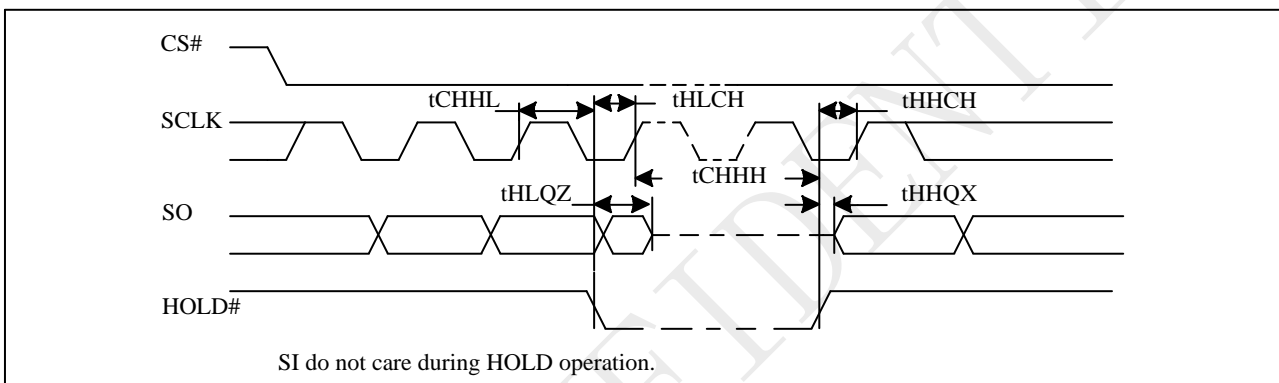 CS#
tCHHL
tHLCH
tHHCH
SCLK
tCHHH
tHLQZ
tHHQX
SO
HOLD#
SI do not care during HOLD operation.